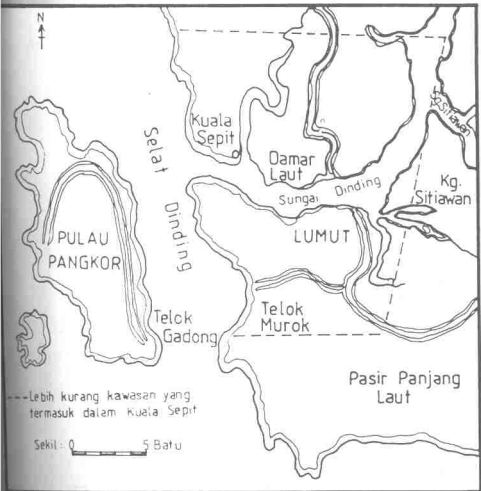 N
Kuala
Sepit
Selat Dinding
Damar
Laut
Sungai Dinding
Kg.
Sitiawan
PULAU
PANGKOR
LUMUT
Telok
Gadong
Telok
Murok
Pasir Panjang
Laut
---Lebih kurang kawasan yang
termasuk dalam Kuala Sepit
Sekil: 0 5 Batu